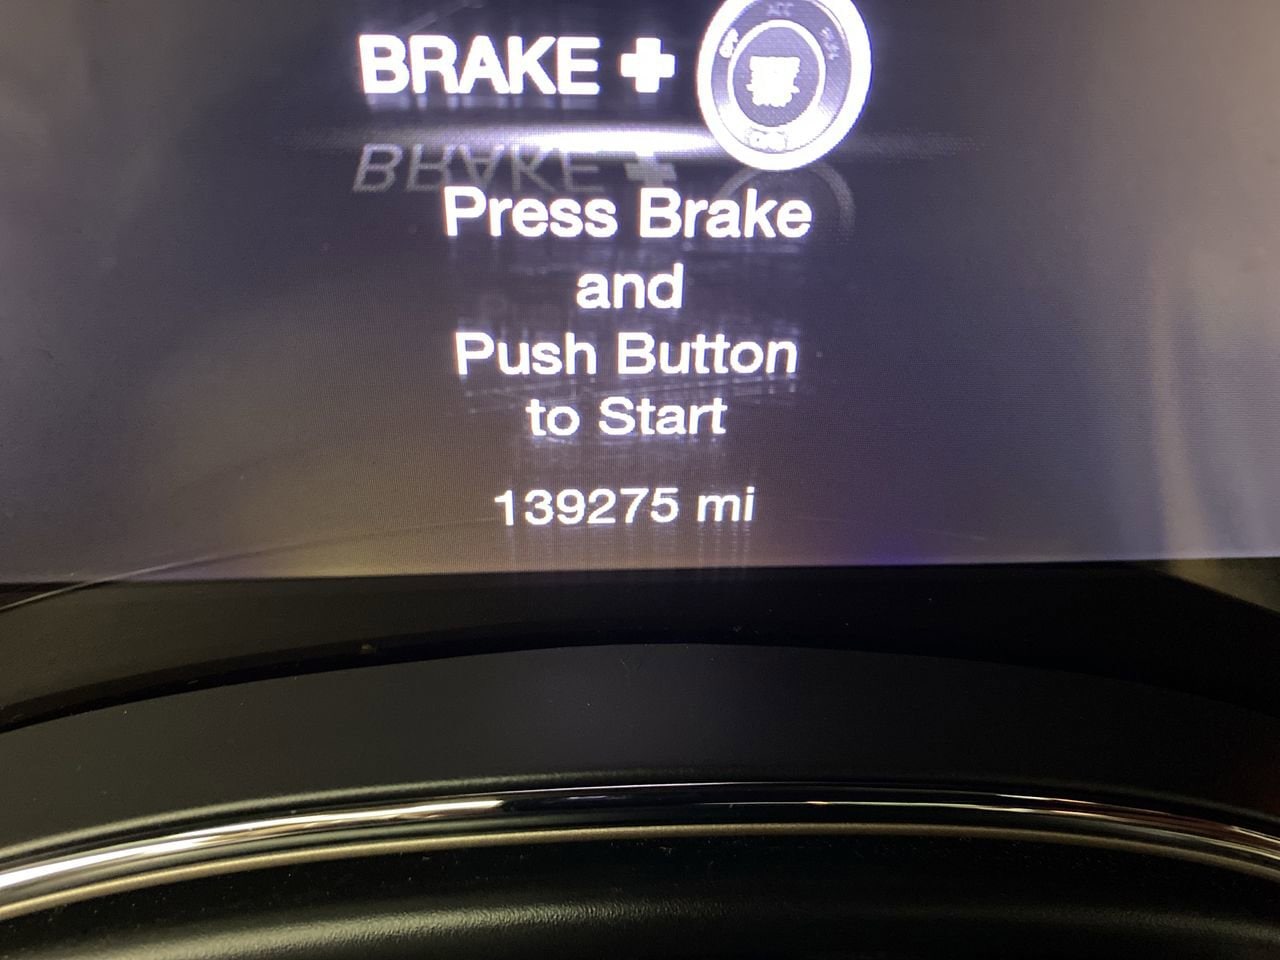 BRAKE +
Press Brake
and
Push Button
to Start
139275 mi